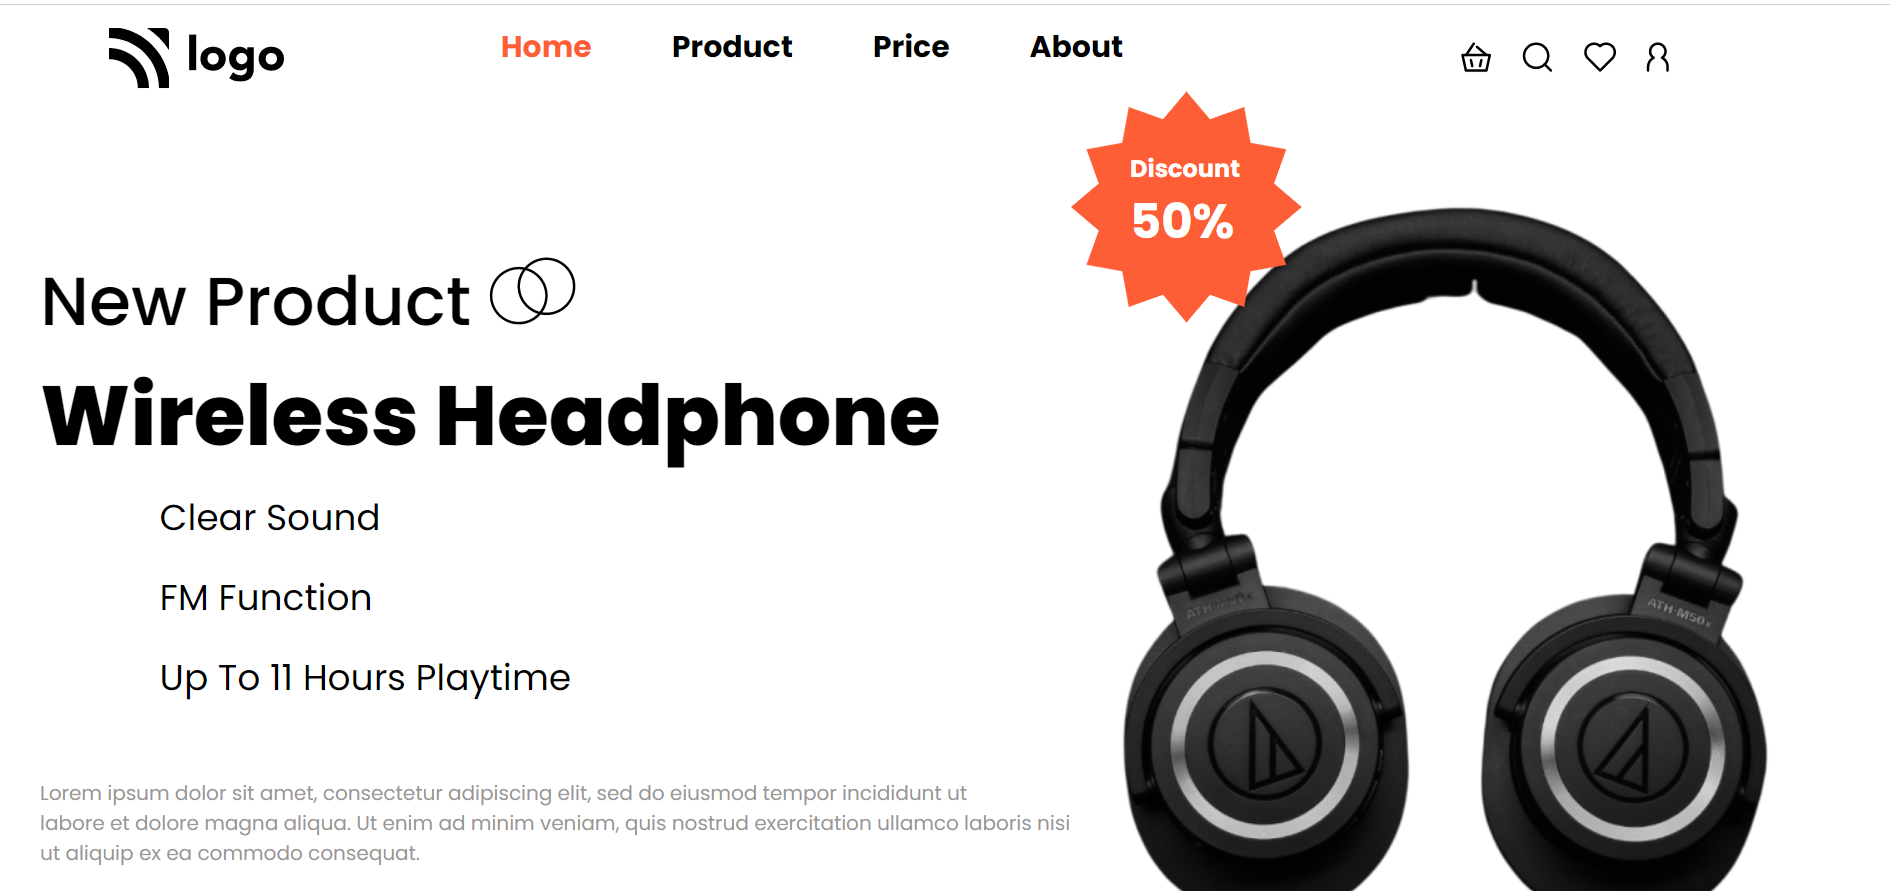 logo
Home Product Price About
Discount
50%
New Product
Wireless Headphone
Clear Sound
FM Function
Up To 11 Hours Playtime
ATH-M50x
ATH-M50x
Lorem ipsum dolor sit amet, consectetur adipiscing elit, sed do eiusmod tempor incididunt ut
labore et dolore magna aliqua. Ut enim ad minim veniam, quis nostrud exercitation ullamco laboris nisi
ut aliquip ex ea commodo consequat.